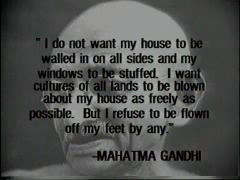 " I do not want my house to be
walled in on all sides and my
windows to be stuffed.  I want
cultures of all lands to be blown
about my house as freely as
possible.  But I refuse to be flown
off my feet by any."
-MAHATMA GANDHI